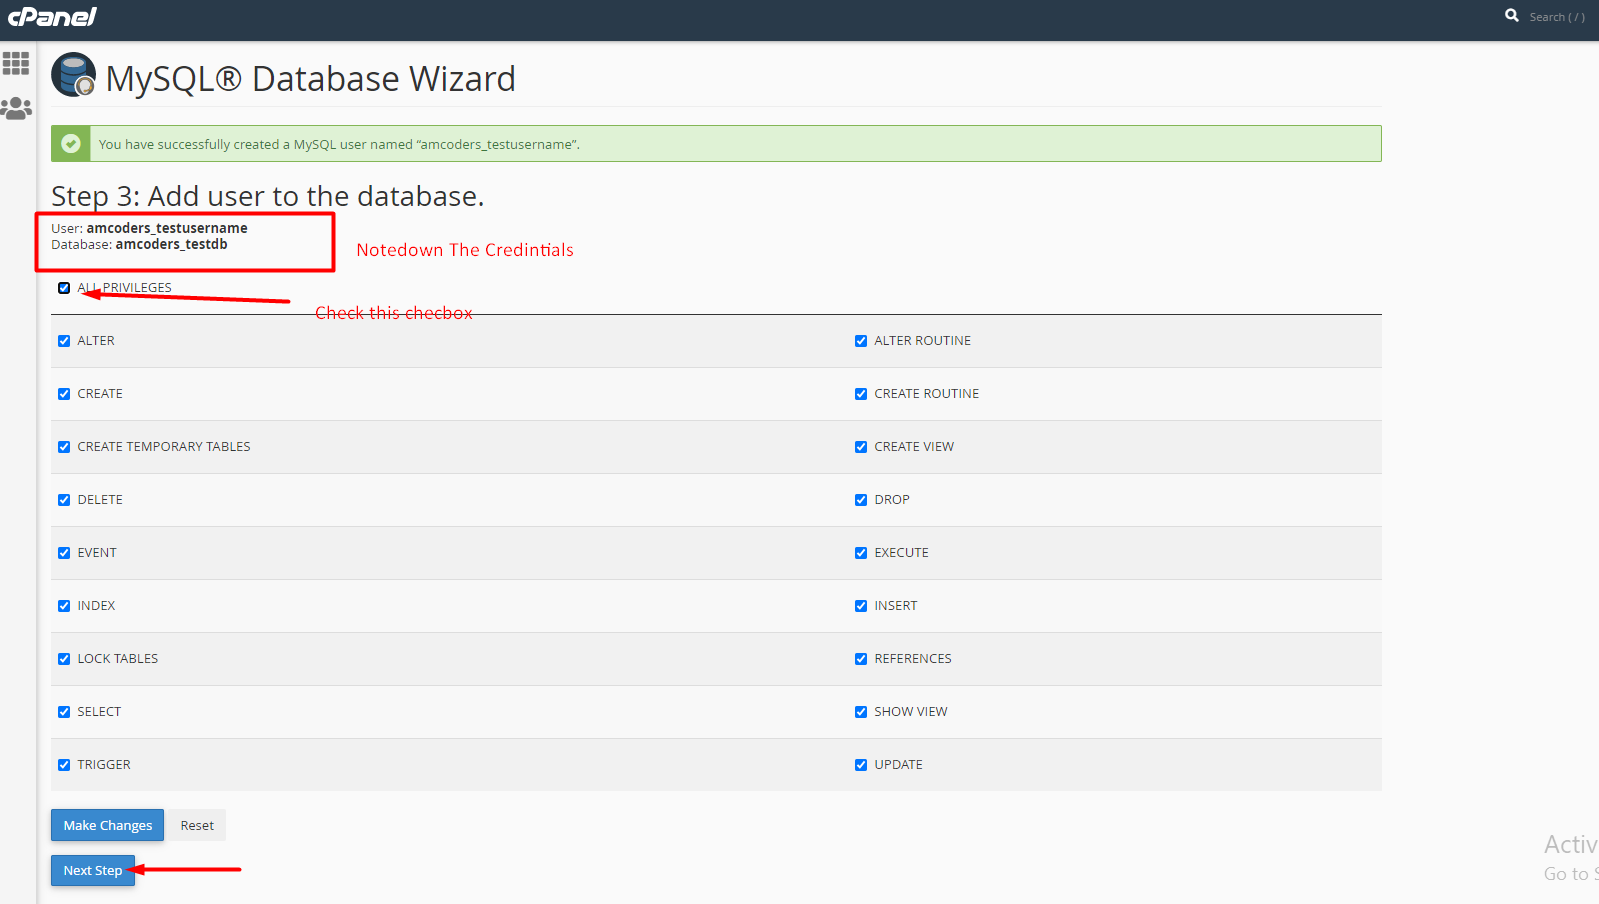 cPanel
Search ( / )
MySQL® Database Wizard
You have successfully created a MySQL user named “amcoders_testusername”.
Step 3: Add user to the database.
User: amcoders_testusername
Database: amcoders_testdb
Notedown The Credintials
ALL PRIVILEGES
Check this checbox
ALTER
ALTER ROUTINE
CREATE
CREATE ROUTINE
CREATE TEMPORARY TABLES
CREATE VIEW
DELETE
DROP
EVENT
EXECUTE
INDEX
INSERT
LOCK TABLES
REFERENCES
SELECT
SHOW VIEW
TRIGGER
UPDATE
Make Changes
Reset
Next Step
Activ
Go to S